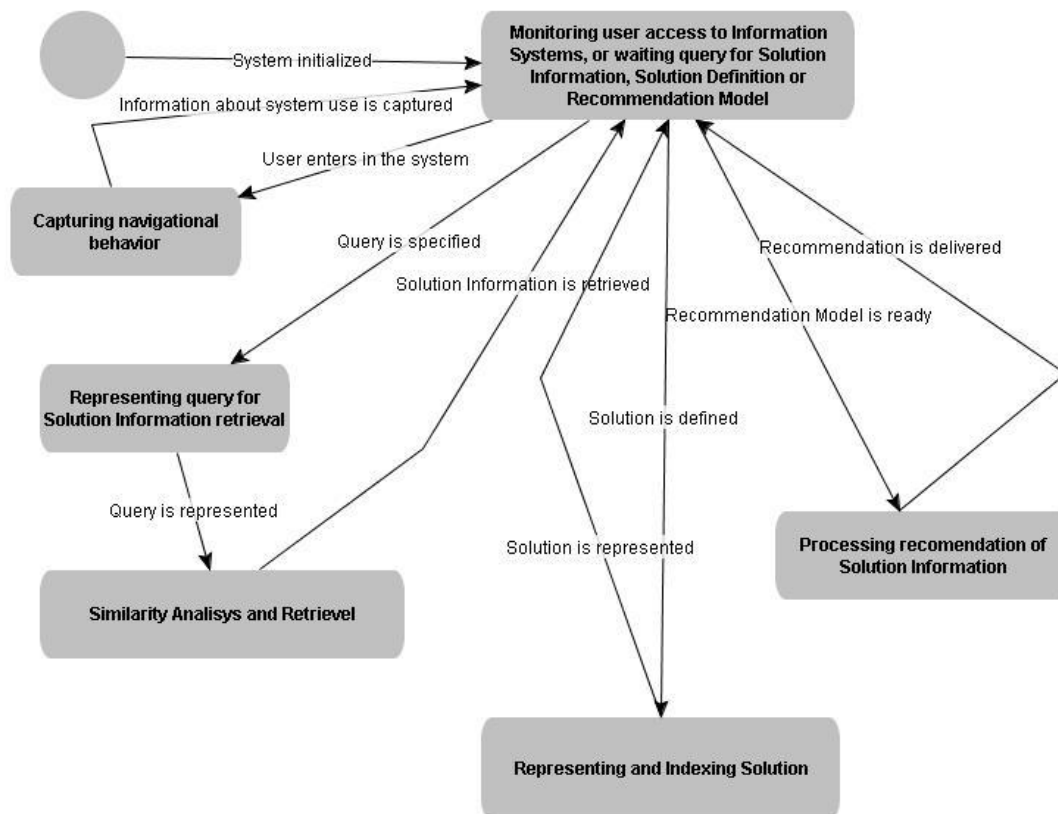 Monitoring user access to Information
Systems, or waiting query for Solution
Information, Solution Definition or
Recommendation Model
System initialized
Information about system use is captured
User enters in the system
Capturing navigational
behavior
Query is specified
Recommendation is delivered
Solution Information is retrieved
Recommendation Model is ready
Representing query for
Solution Information retrieval
Solution is defined
Query is represented
Solution is represented
Processing recomendation of
Solution Information
Similarity Analisys and Retrievel
Representing and Indexing Solution